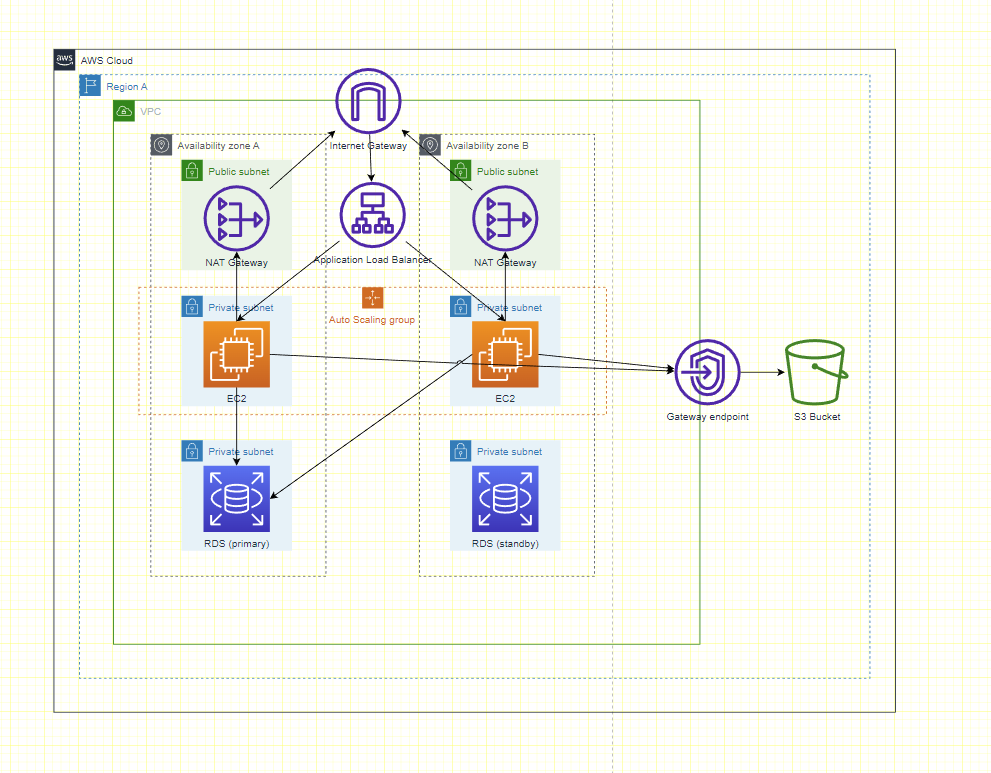 aws
AWS Cloud
Region A
VPC
Availability zone A
Internet Gateway
Availability zone B
Public subnet
Public subnet
NAT Gateway
Application Load Balancer
NAT Gateway
Private subnet
Private subnet
Auto Scaling group
EC2
EC2
Gateway endpoint
S3 Bucket
Private subnet
Private subnet
RDS (primary)
RDS (standby)